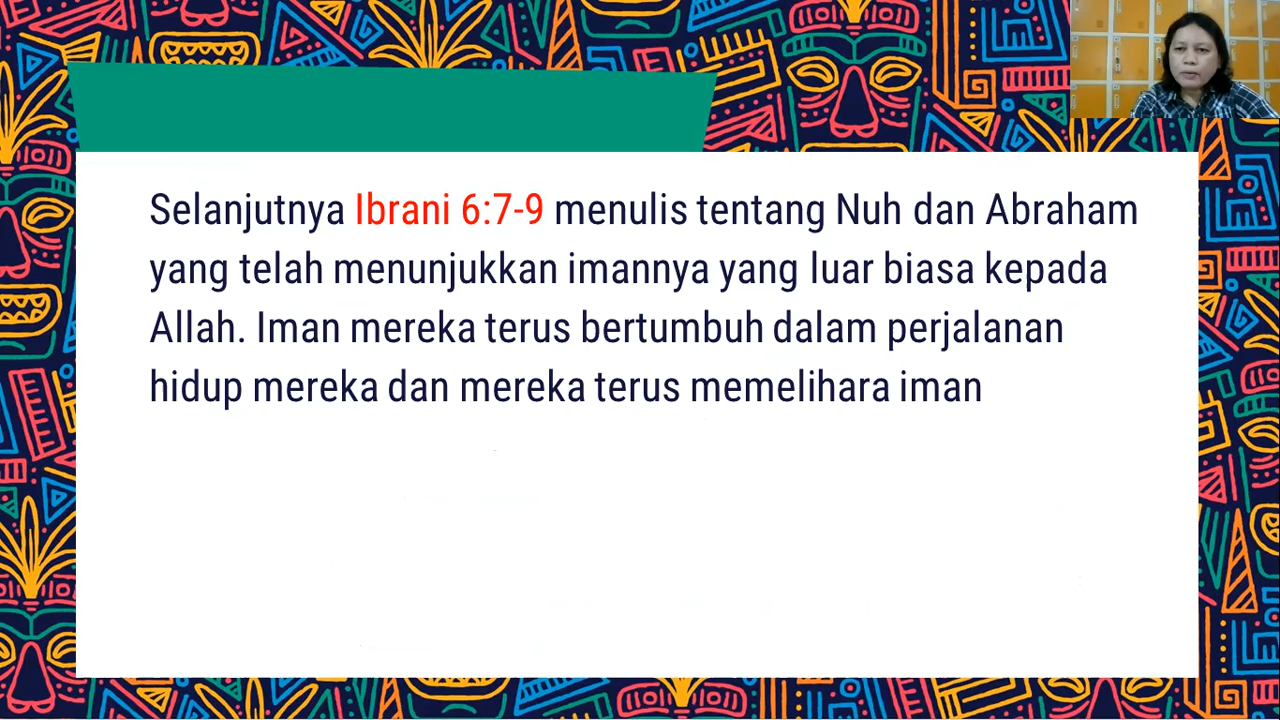 Selanjutnya Ibrani 6:7-9 menulis tentang Nuh dan Abraham
yang telah menunjukkan imannya yang luar biasa kepada
Allah. Iman mereka terus bertumbuh dalam perjalanan
hidup mereka dan mereka terus memelihara iman